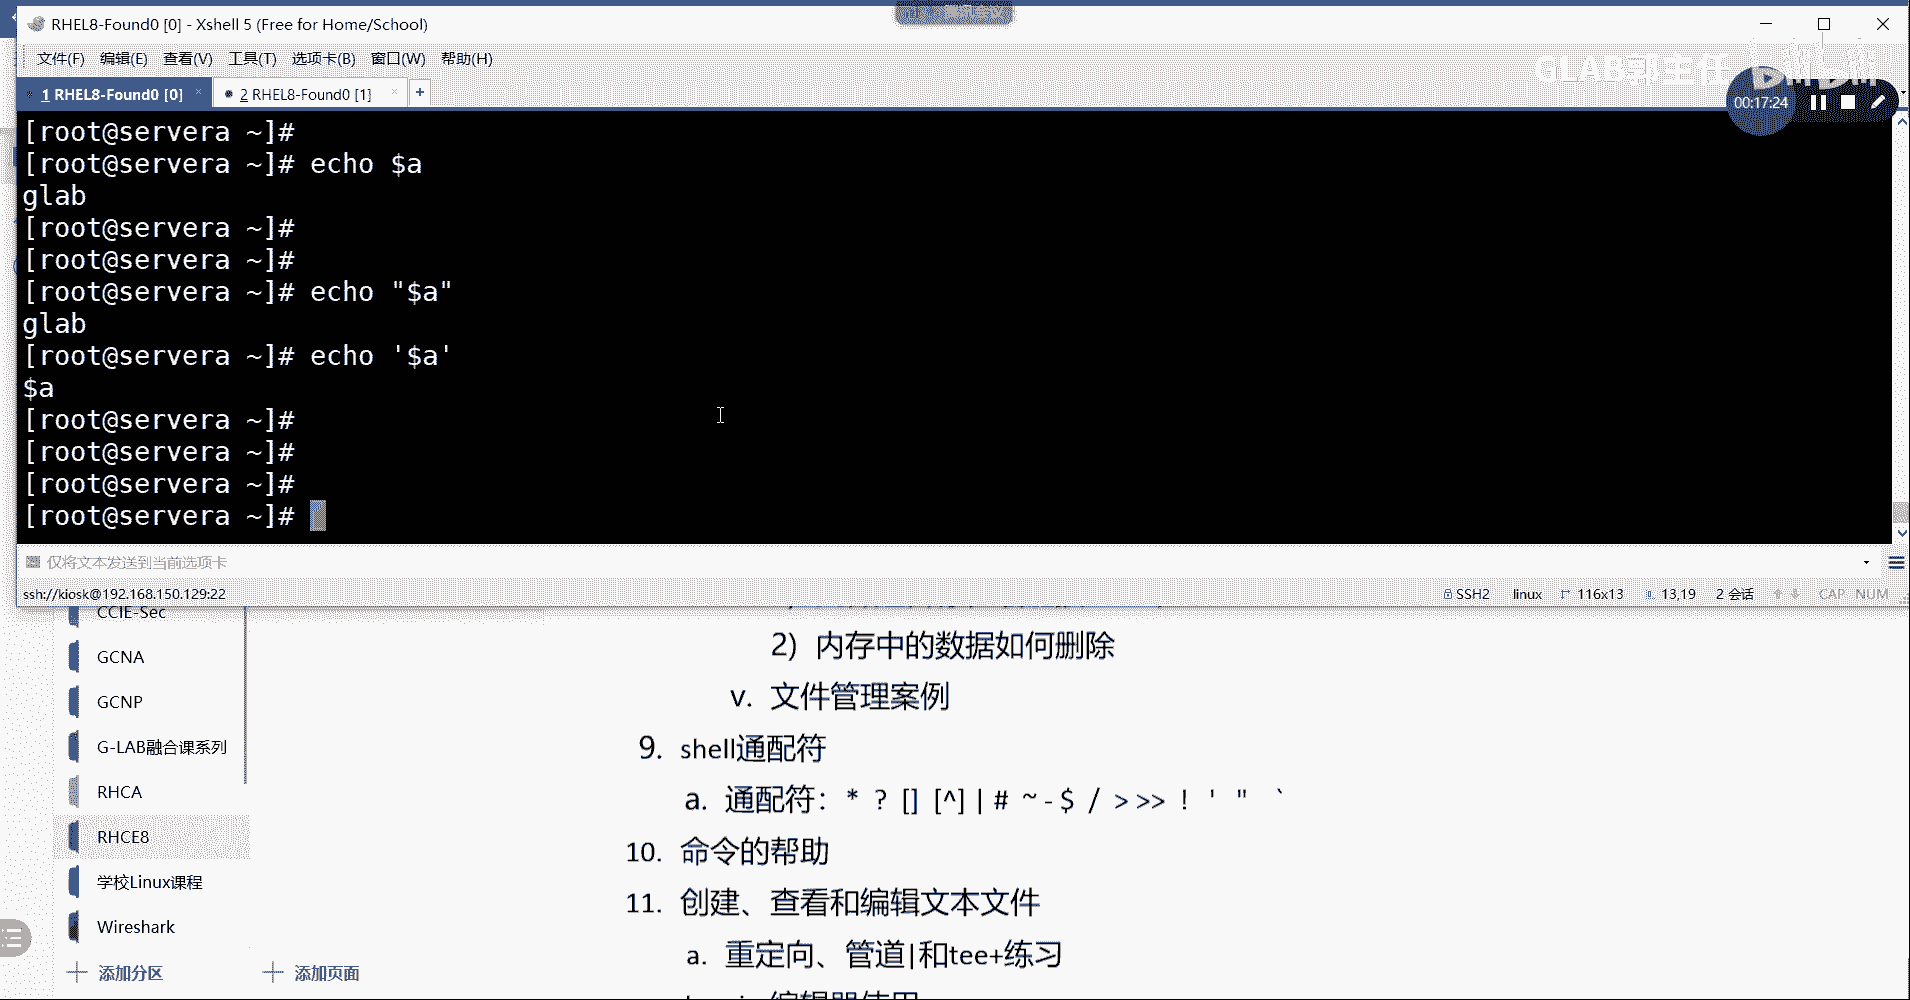 RHEL8-Found0 [0] - Xshell 5 (Free for Home/School)
文件(F) 编辑(E) 查看(V) 工具(T) 选项卡(B) 窗口(W) 帮助(H)
GLAB郭主任
1 RHEL8-Found0 [0] × 2 RHEL8-Found0 [1] × +
00:17:24
[root@servera ~]#
[root@servera ~]# echo $a
glab
[root@servera ~]#
[root@servera ~]#
[root@servera ~]# echo "$a"
glab
[root@servera ~]# echo '$a'
$a
[root@servera ~]#
[root@servera ~]#
[root@servera ~]#
[root@servera ~]#
仅将文本发送到当前选项卡
ssh://kiosk@192.168.150.129:22 SSH2 linux 116x13 13,19 2 会话 CAP NUM
CCIE-Sec
GCNA
GCNP
G-LAB融合课系列
RHCA
RHCE8
学校Linux课程
Wireshark
+ 添加分区 + 添加页面
2) 内存中的数据如何删除
v. 文件管理案例
9. shell通配符
a. 通配符： * ? [] [^] | # ~ - $ / > >> ! ' " `
10. 命令的帮助
11. 创建、查看和编辑文本文件
a. 重定向、管道|和tee+练习